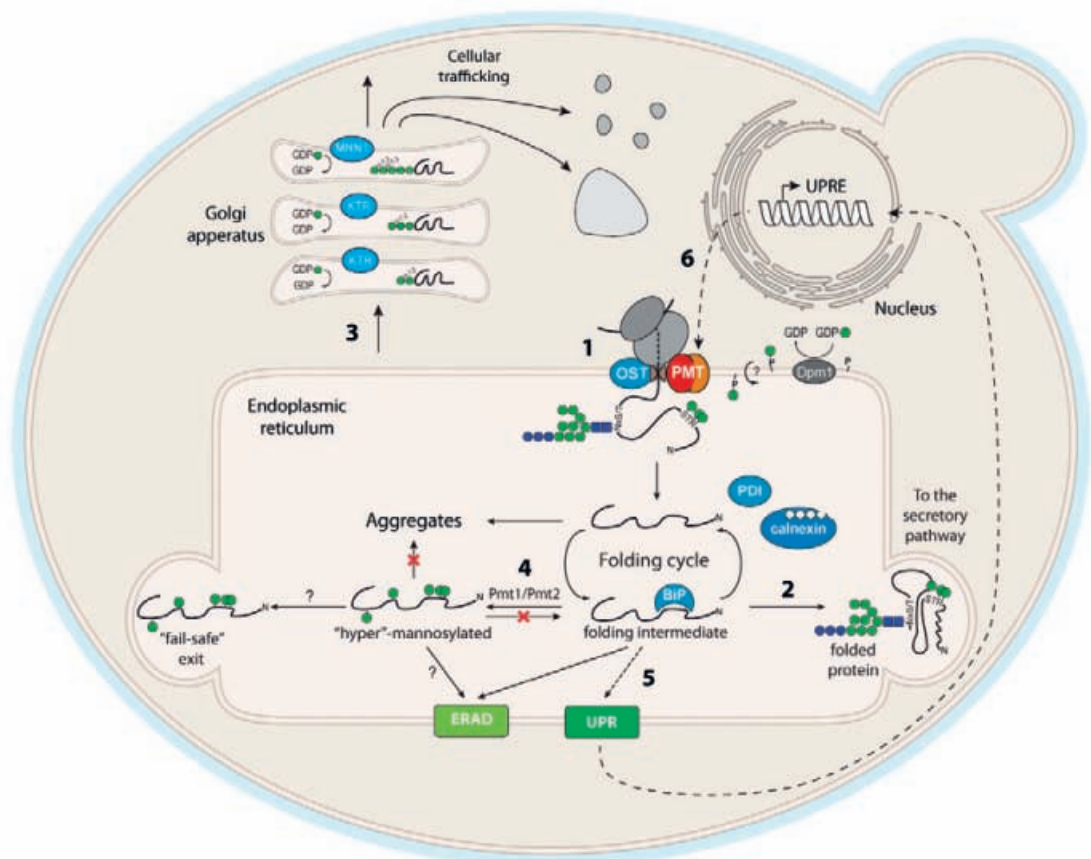 Cellular
trafficking
MNN1
GDP
GDP
KTR
GDP
GDP
KTR
GDP
GDP
Golgi
apperatus
UPRE
6
Nucleus
3
1
OST
PMT
GDP GDP
Dpm1
P
P
P
?
Endoplasmic
reticulum
N
PDI
calnexin
N
To the
secretory
pathway
Aggregates
Folding cycle
4
Pmt1/Pmt2
BiP
2
?
N
N
N
N
"fail-safe"
exit
"hyper"-mannosylated
folding intermediate
folded
protein
?
5
ERAD
UPR